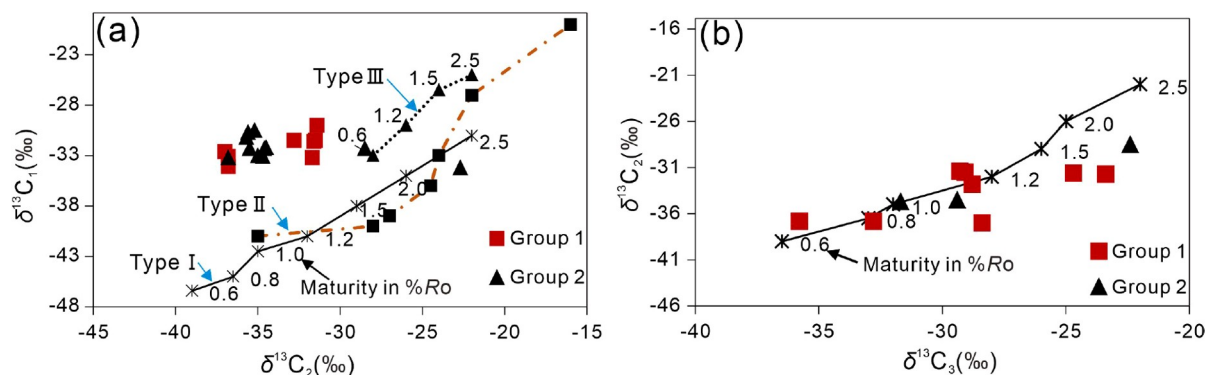 (a)
δ¹³C₁(‰)
-23
-28
-33
-38
-43
-48
-45
-40
-35
-30
-25
-20
-15
δ¹³C₂(‰)
Type III
0.6
1.2
1.5
2.5
Type II
Type I
0.6
0.8
1.0
1.2
1.5
2.0
2.5
Maturity in %Ro
Group 1
Group 2
(b)
δ¹³C₂(‰)
-16
-21
-26
-31
-36
-41
-46
-40
-35
-30
-25
-20
δ¹³C₃(‰)
0.6
0.8
1.0
1.2
1.5
2.0
2.5
Maturity in %Ro
Group 1
Group 2